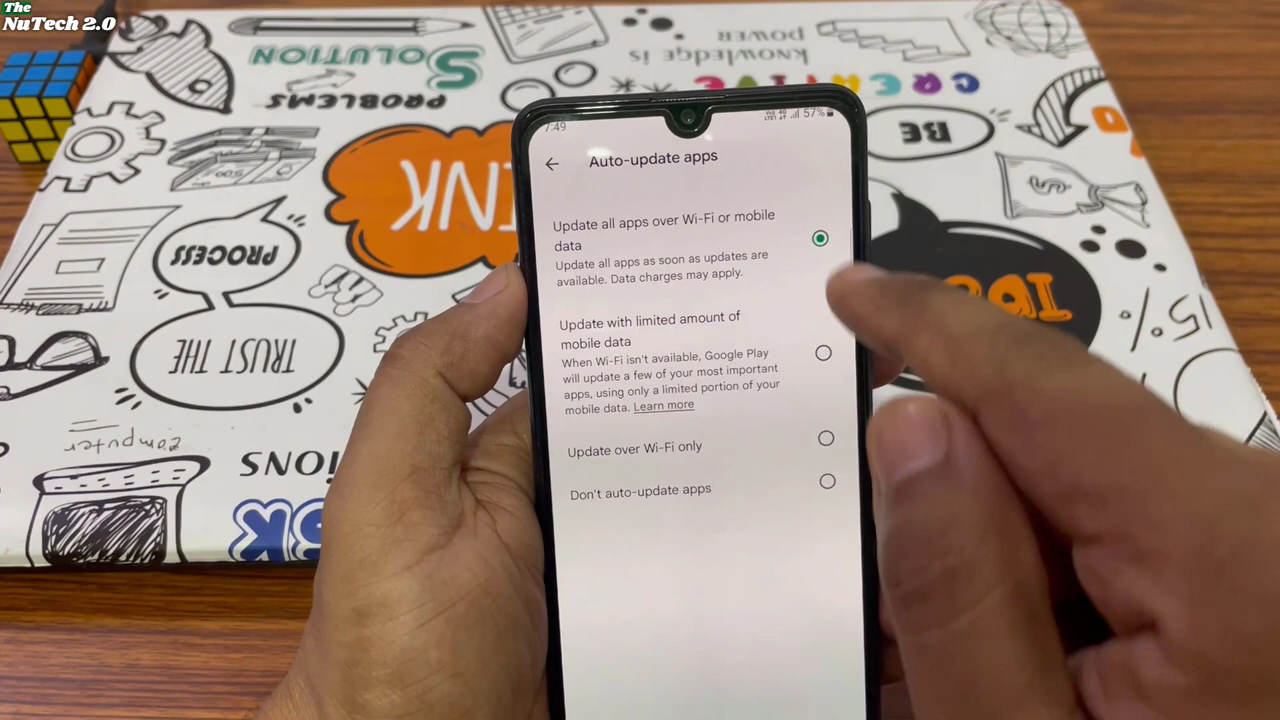 The
NuTech 2.0
SOLUTION
PROBLEMS
KNOWLEDGE IS
POWER
CREATIVE
BE
INK
PROCESS
TRUST THE
Computer
IONS
7:49
57%
Auto-update apps
Update all apps over Wi-Fi or mobile
data
Update all apps as soon as updates are
available. Data charges may apply.
Update with limited amount of
mobile data
When Wi-Fi isn't available, Google Play
will update a few of your most important
apps, using only a limited portion of your
mobile data. Learn more
Update over Wi-Fi only
Don't auto-update apps
15%